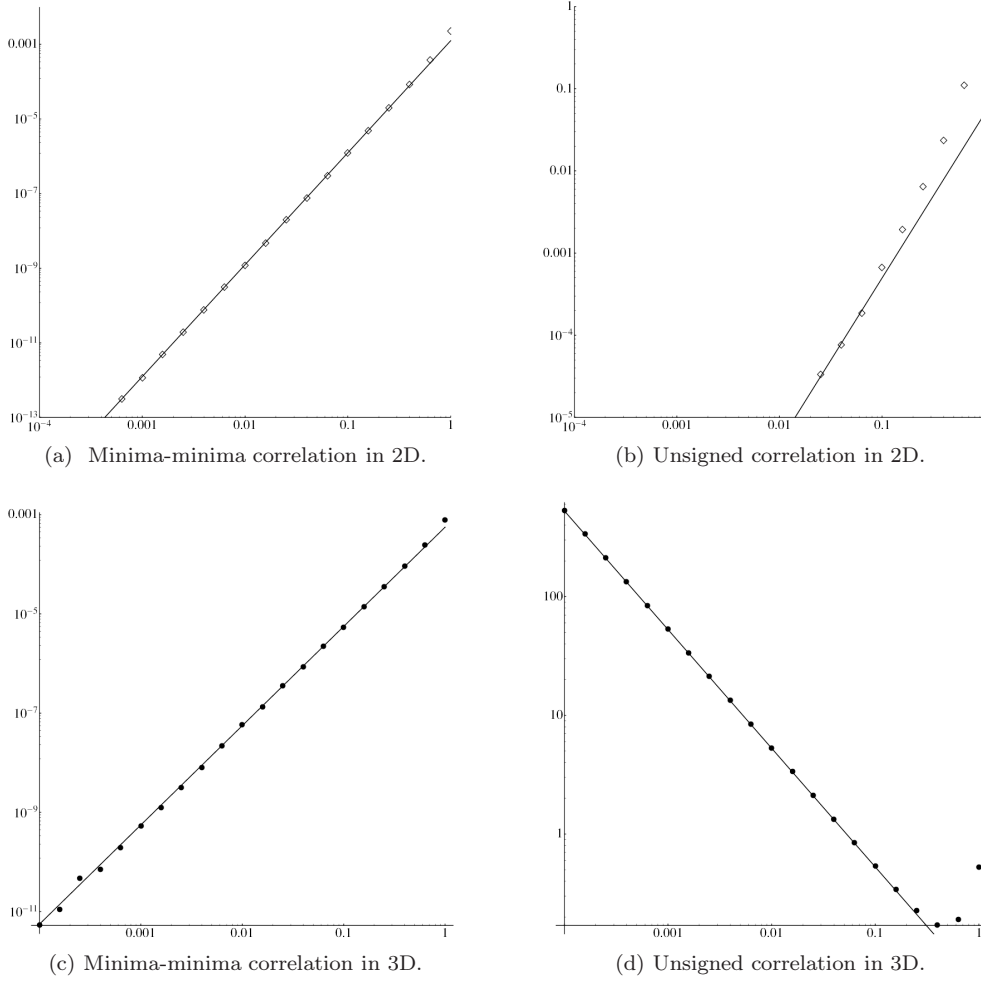 0.001
10⁻⁵
10⁻⁷
10⁻⁹
10⁻¹¹
10⁻¹³
10⁻⁴ 0.001 0.01 0.1 1
(a) Minima-minima correlation in 2D.
1
0.1
0.01
0.001
10⁻⁴
10⁻⁵
10⁻⁴ 0.001 0.01 0.1
(b) Unsigned correlation in 2D.
0.001
10⁻⁵
10⁻⁷
10⁻⁹
10⁻¹¹
0.001 0.01 0.1 1
(c) Minima-minima correlation in 3D.
100
10
1
0.001 0.01 0.1 1
(d) Unsigned correlation in 3D.